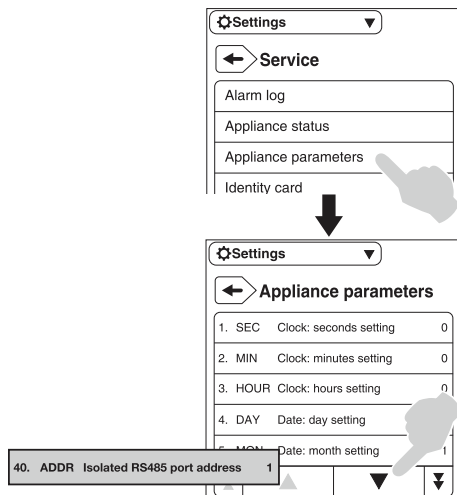 Settings
Service
Alarm log
Appliance status
Appliance parameters
Identity card
Settings
Appliance parameters
1. SEC Clock: seconds setting 0
2. MIN Clock: minutes setting 0
3. HOUR Clock: hours setting 0
4. DAY Date: day setting
5. MON Date: month setting 1
40. ADDR Isolated RS485 port address 1